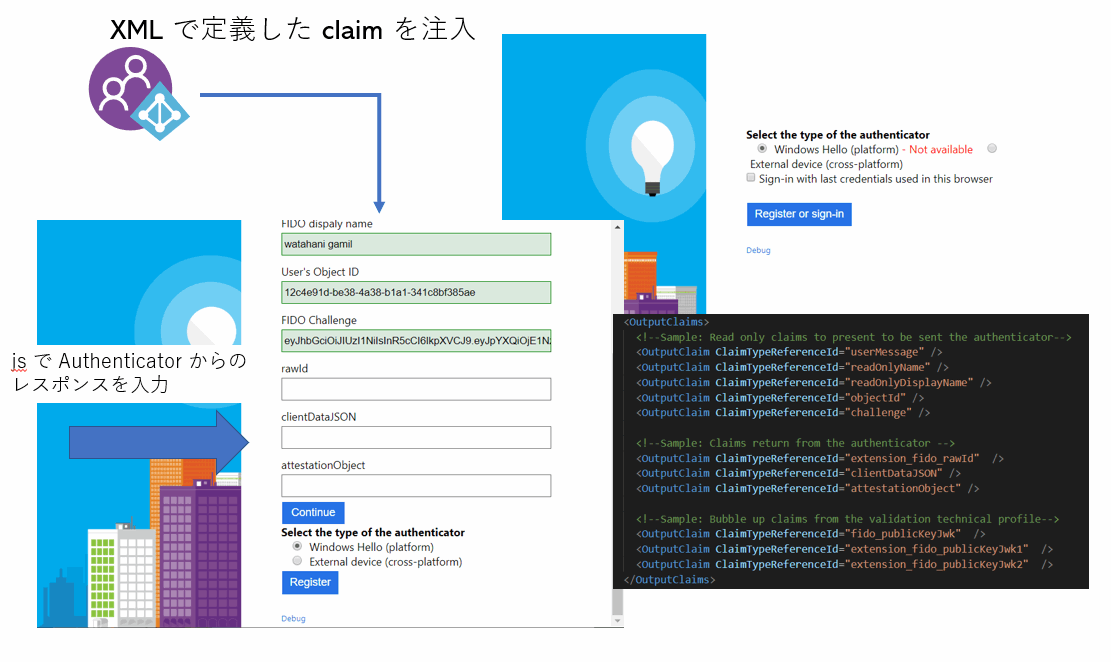 XML で定義した claim を注入
Select the type of the authenticator
Windows Hello (platform) - Not available
External device (cross-platform)
Sign-in with last credentials used in this browser
Register or sign-in
Debug
js で Authenticator からの
レスポンスを入力
FIDO dispaly name
watahani gamil
User's Object ID
12c4e91d-be38-4a38-b1a1-341c8bf385ae
FIDO Challenge
rawId
clientDataJSON
attestationObject
Continue
Select the type of the authenticator
Windows Hello (platform)
External device (cross-platform)
Register
Debug
<OutputClaims>
<!--Sample: Read only claims to present to be sent the authenticator-->
<OutputClaim ClaimTypeReferenceId="userMessage" />
<OutputClaim ClaimTypeReferenceId="readOnlyName" />
<OutputClaim ClaimTypeReferenceId="readOnlyDisplayName" />
<OutputClaim ClaimTypeReferenceId="objectId" />
<OutputClaim ClaimTypeReferenceId="challenge" />
<!--Sample: Claims return from the authenticator -->
<OutputClaim ClaimTypeReferenceId="extension_fido_rawId"  />
<OutputClaim ClaimTypeReferenceId="clientDataJSON" />
<OutputClaim ClaimTypeReferenceId="attestationObject" />
<!--Sample: Bubble up claims from the validation technical profile-->
<OutputClaim ClaimTypeReferenceId="fido_publicKeyJwk"  />
<OutputClaim ClaimTypeReferenceId="extension_fido_publicKeyJwk1"  />
<OutputClaim ClaimTypeReferenceId="extension_fido_publicKeyJwk2"  />
</OutputClaims>